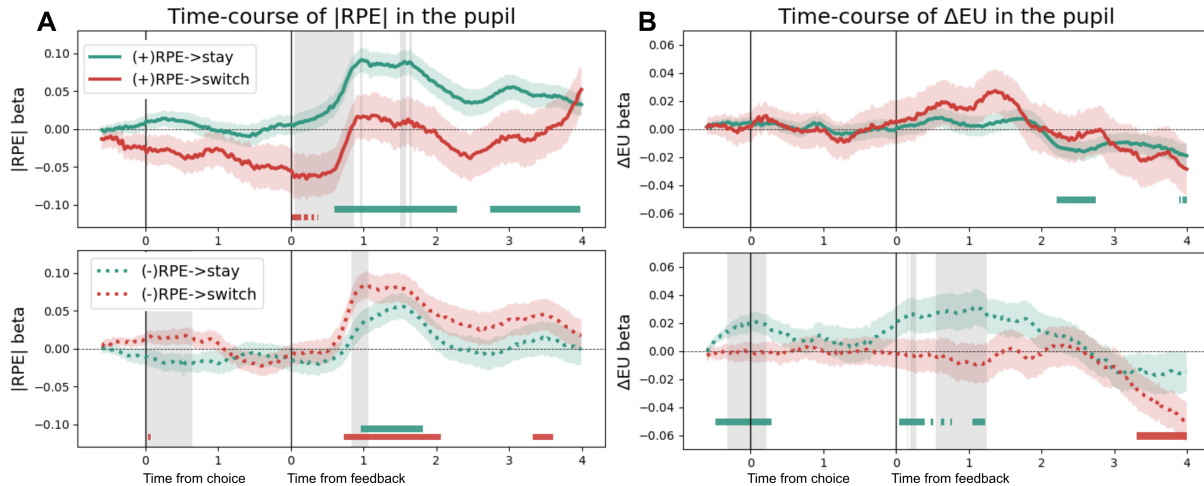 A
Time-course of |RPE| in the pupil
|RPE| beta
0.10
0.05
0.00
−0.05
−0.10
(+)RPE->stay
(+)RPE->switch
0 1 0 1 2 3 4
|RPE| beta
0.10
0.05
0.00
−0.05
−0.10
(-)RPE->stay
(-)RPE->switch
0 1 0 1 2 3 4
Time from choice Time from feedback
B
Time-course of ΔEU in the pupil
ΔEU beta
0.06
0.04
0.02
0.00
−0.02
−0.04
−0.06
0 1 0 1 2 3 4
ΔEU beta
0.06
0.04
0.02
0.00
−0.02
−0.04
−0.06
0 1 0 1 2 3 4
Time from choice Time from feedback